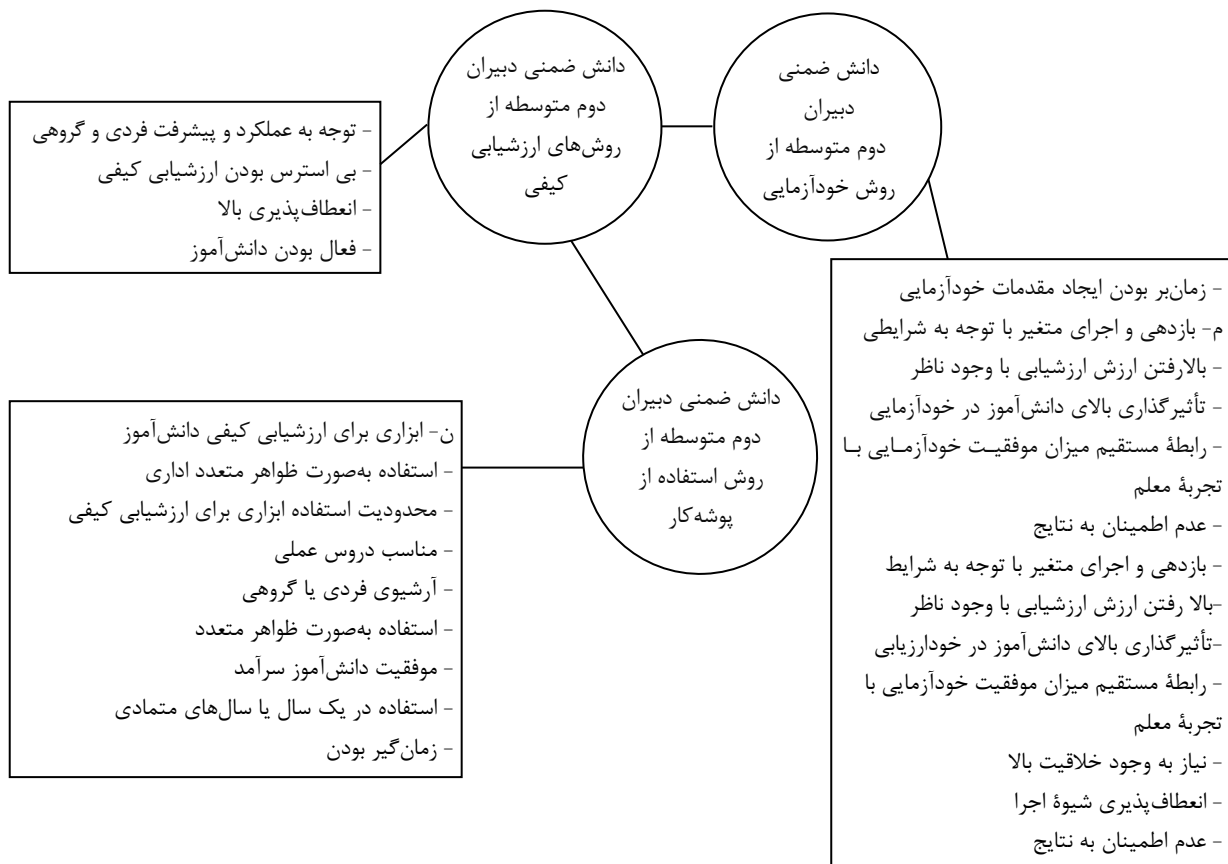 دانش ضمنی
دبیران
دوم متوسطه از
روش خودآزمایی
دانش ضمنی دبیران
دوم متوسطه از
روش‌های ارزشیابی
کیفی
- توجه به عملکرد و پیشرفت فردی و گروهی
- بی استرس بودن ارزشیابی کیفی
- انعطاف‌پذیری بالا
- فعال بودن دانش‌آموز
- زمان‌بر بودن ایجاد مقدمات خودآزمایی
م- بازدهی و اجرای متغیر با توجه به شرایطی
- بالارفتن ارزش ارزشیابی با وجود ناظر
- تأثیرگذاری بالای دانش‌آموز در خودآزمایی
- رابطهٔ مستقیم میزان موفقیت خودآزمایی با
تجربهٔ معلم
- عدم اطمینان به نتایج
- بازدهی و اجرای متغیر با توجه به شرایط
-بالا رفتن ارزش ارزشیابی با وجود ناظر
-تأثیرگذاری بالای دانش‌آموز در خودارزیابی
- رابطهٔ مستقیم میزان موفقیت خودآزمایی با
تجربهٔ معلم
- نیاز به وجود خلاقیت بالا
- انعطاف‌پذیری شیوهٔ اجرا
- عدم اطمینان به نتایج
دانش ضمنی دبیران
دوم متوسطه از
روش استفاده از
پوشه‌کار
ن- ابزاری برای ارزشیابی کیفی دانش‌آموز
- استفاده به‌صورت ظواهر متعدد اداری
- محدودیت استفاده ابزاری برای ارزشیابی کیفی
- مناسب دروس عملی
- آرشیوی فردی یا گروهی
- استفاده به‌صورت ظواهر متعدد
- موفقیت دانش‌آموز سرآمد
- استفاده در یک سال یا سال‌های متمادی
- زمان‌گیر بودن